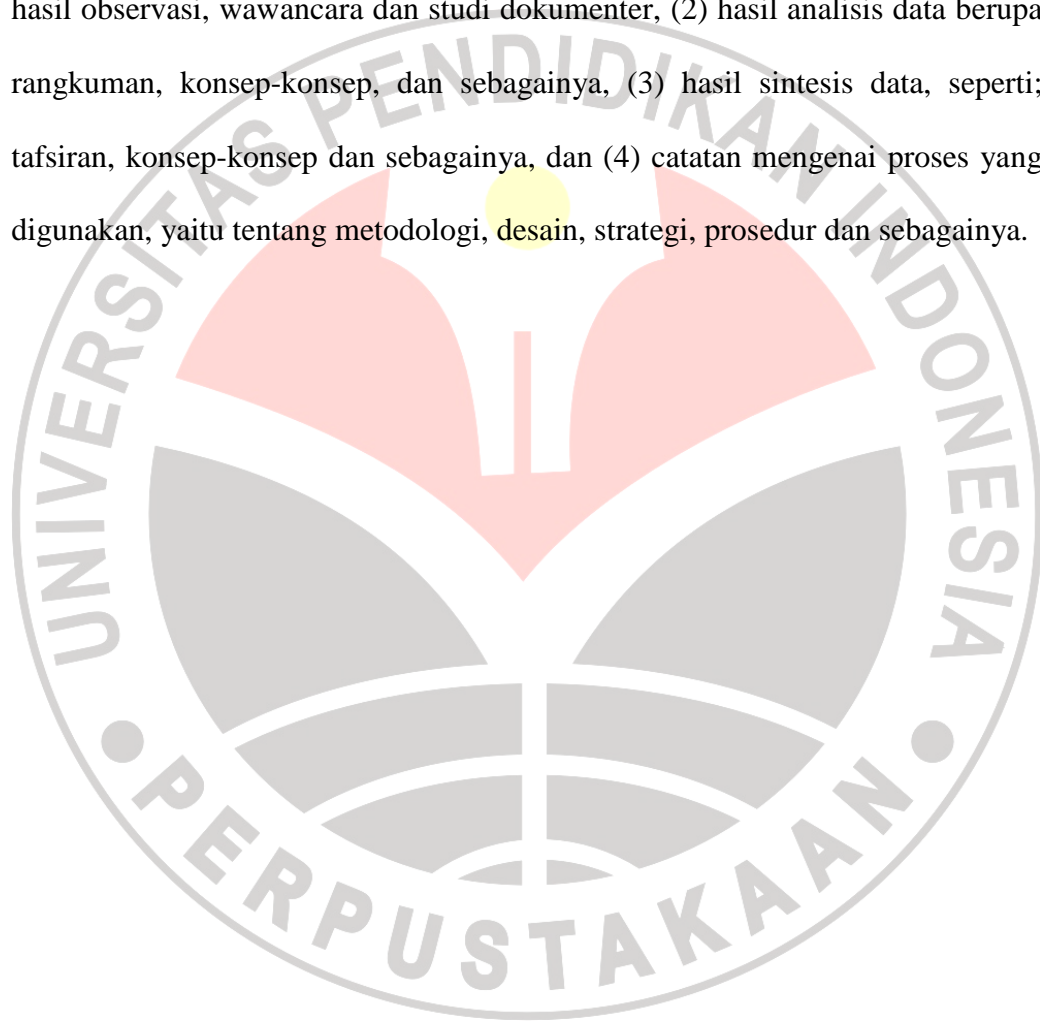 hasil observasi, wawancara dan studi dokumenter, (2) hasil analisis data berupa
rangkuman, konsep-konsep, dan sebagainya, (3) hasil sintesis data, seperti;
tafsiran, konsep-konsep dan sebagainya, dan (4) catatan mengenai proses yang
digunakan, yaitu tentang metodologi, desain, strategi, prosedur dan sebagainya.
UNIVERSITAS PENDIDIKAN INDONESIA
PERPUSTAKAAN